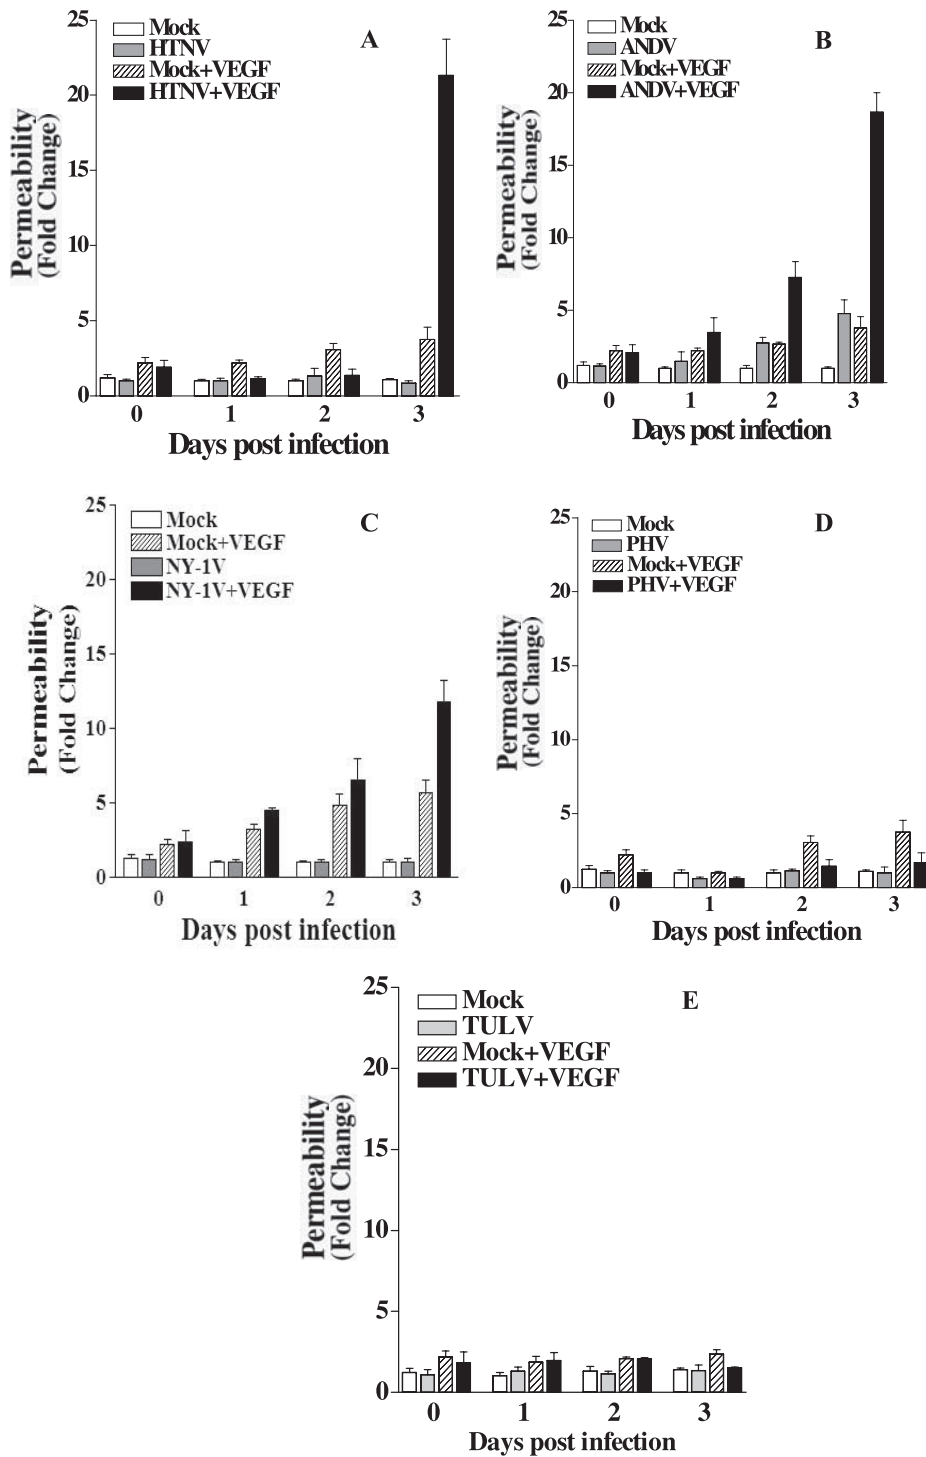 A
Mock
HTNV
Mock+VEGF
HTNV+VEGF
25
20
15
10
5
0
Permeability
(Fold Change)
0 1 2 3
Days post infection
B
Mock
ANDV
Mock+VEGF
ANDV+VEGF
25
20
15
10
5
0
Permeability
(Fold Change)
0 1 2 3
Days post infection
C
Mock
Mock+VEGF
NY-1V
NY-1V+VEGF
25
20
15
10
5
0
Permeability
(Fold Change)
0 1 2 3
Days post infection
D
Mock
PHV
Mock+VEGF
PHV+VEGF
25
20
15
10
5
0
Permeability
(Fold Change)
0 1 2 3
Days post infection
E
Mock
TULV
Mock+VEGF
TULV+VEGF
25
20
15
10
5
0
Permeability
(Fold Change)
0 1 2 3
Days post infection